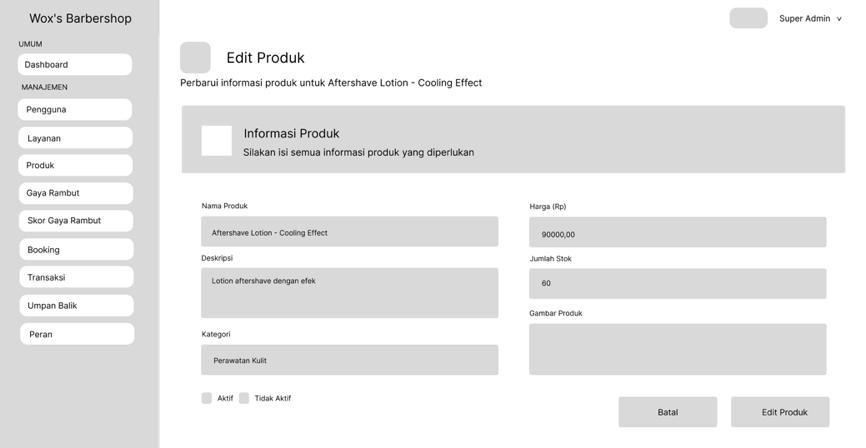 Wox's Barbershop
UMUM
Dashboard
MANAJEMEN
Pengguna
Layanan
Produk
Gaya Rambut
Skor Gaya Rambut
Booking
Transaksi
Umpan Balik
Peran
Super Admin v
Edit Produk
Perbarui informasi produk untuk Aftershave Lotion - Cooling Effect
Informasi Produk
Silakan isi semua informasi produk yang diperlukan
Nama Produk
Aftershave Lotion - Cooling Effect
Deskripsi
Lotion aftershave dengan efek
Kategori
Perawatan Kulit
Aktif Tidak Aktif
Harga (Rp)
90000,00
Jumlah Stok
60
Gambar Produk
Batal Edit Produk